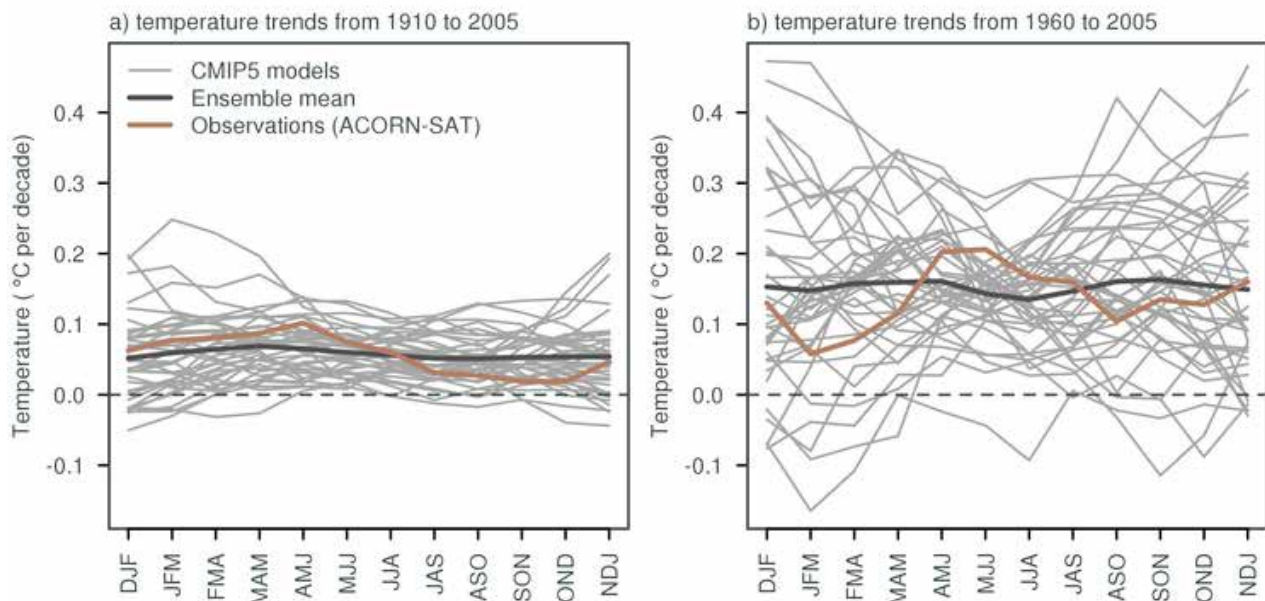 a) temperature trends from 1910 to 2005
b) temperature trends from 1960 to 2005
CMIP5 models
Ensemble mean
Observations (ACORN-SAT)
Temperature ( °C per decade)
0.4
0.3
0.2
0.1
0.0
-0.1
DJF
JFM
FMA
MAM
AMJ
MJJ
JJA
JAS
ASO
SON
OND
NDJ
Temperature ( °C per decade)
0.4
0.3
0.2
0.1
0.0
-0.1
DJF
JFM
FMA
MAM
AMJ
MJJ
JJA
JAS
ASO
SON
OND
NDJ